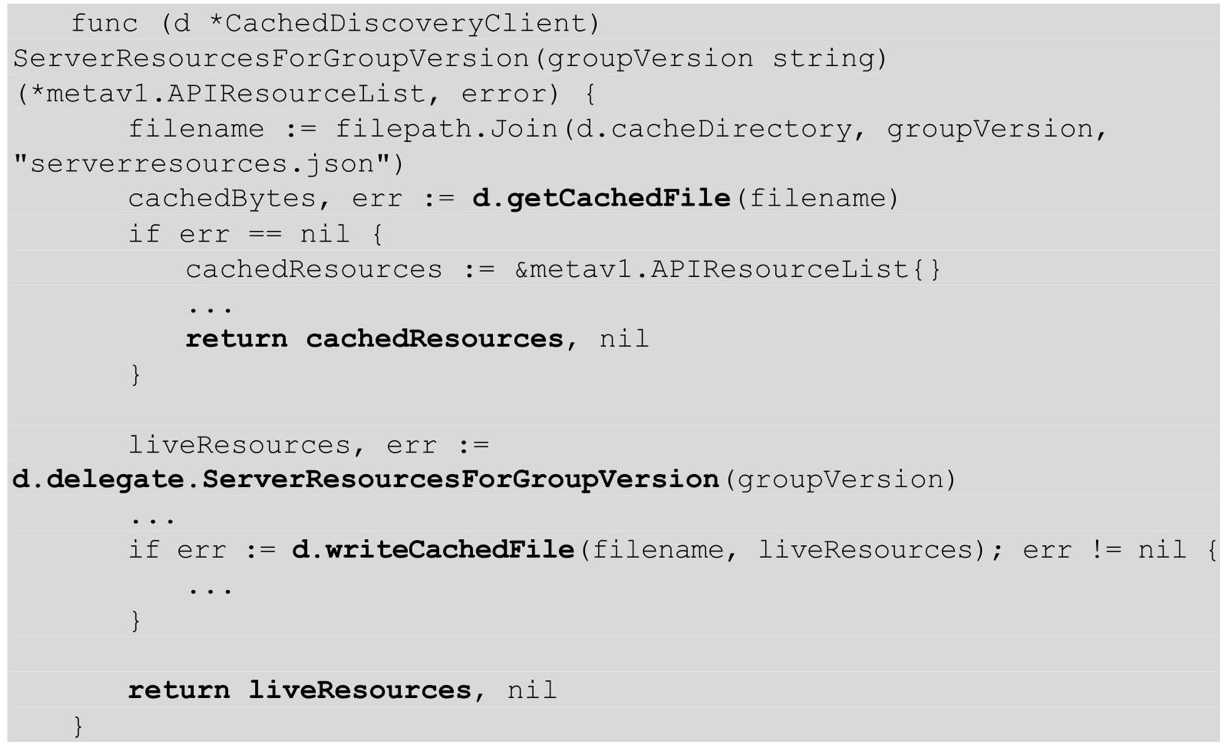 func (d *CachedDiscoveryClient)
ServerResourcesForGroupVersion(groupVersion string)
(*metav1.APIResourceList, error) {
filename := filepath.Join(d.cacheDirectory, groupVersion,
"serverresources.json")
cachedBytes, err := d.getCachedFile(filename)
if err == nil {
cachedResources := &metav1.APIResourceList{}
...
return cachedResources, nil
}
liveResources, err :=
d.delegate.ServerResourcesForGroupVersion(groupVersion)
...
if err := d.writeCachedFile(filename, liveResources); err != nil {
...
}
return liveResources, nil
}